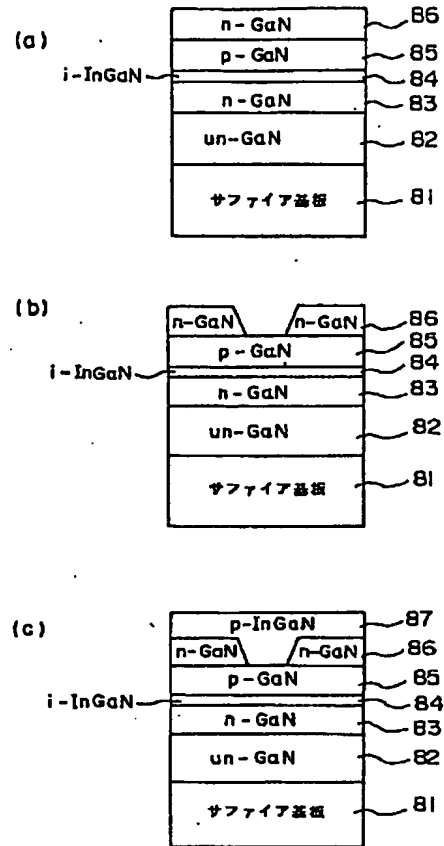 (a)
n-GaN 86
p-GaN 85
i-InGaN 84
n-GaN 83
un-GaN 82
サファイア基板 81
(b)
n-GaN n-GaN 86
p-GaN 85
i-InGaN 84
n-GaN 83
un-GaN 82
サファイア基板 81
(c)
p-InGaN 87
n-GaN n-GaN 86
p-GaN 85
i-InGaN 84
n-GaN 83
un-GaN 82
サファイア基板 81